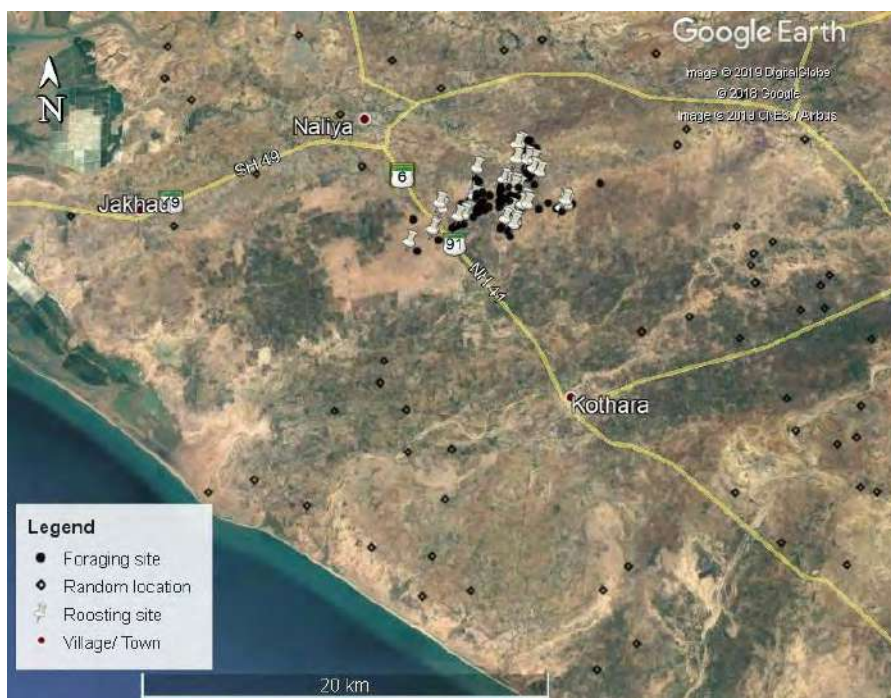 Google Earth
Image © 2019 DigitalGlobe
© 2018 Google
Image © 2019 CNES / Airbus
N
Naliya
SH 49
6
Jakhau
49
91
NH 41
Kothara
Legend
Foraging site
Random location
Roosting site
Village/ Town
20 km